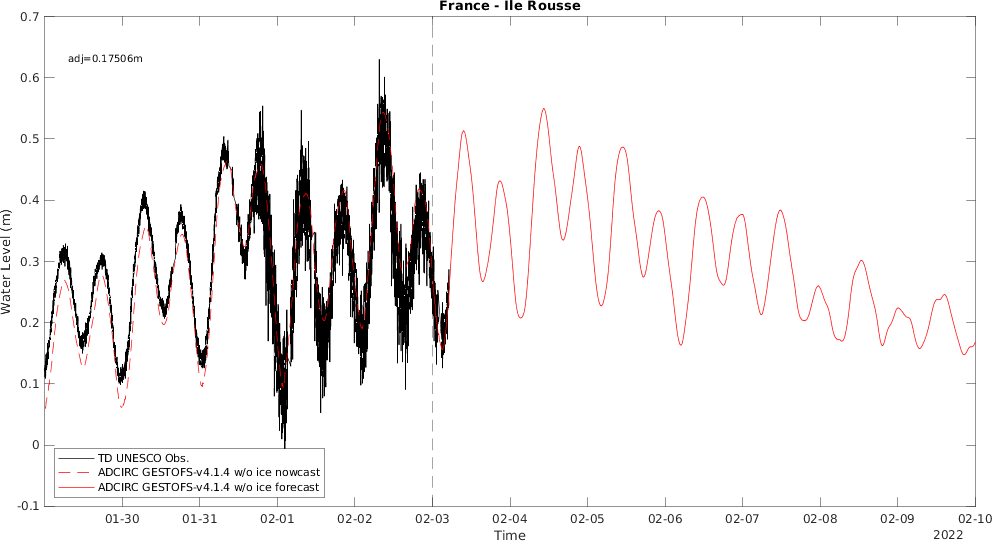 France - Ile Rousse
adj=0.17506m
0.7
0.6
0.5
0.4
0.3
0.2
0.1
0
-0.1
Water Level (m)
TD UNESCO Obs.
ADCIRC GESTOFS-v4.1.4 w/o ice nowcast
ADCIRC GESTOFS-v4.1.4 w/o ice forecast
01-30 01-31 02-01 02-02 02-03 02-04 02-05 02-06 02-07 02-08 02-09 02-10
Time
2022